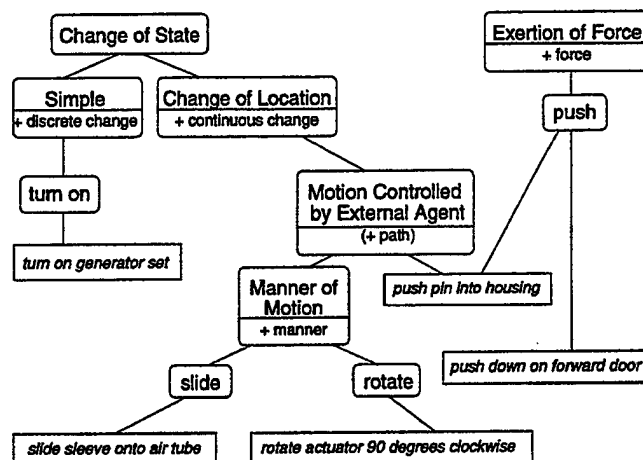 Change of State
Exertion of Force
+ force
Simple
+ discrete change
Change of Location
+ continuous change
push
turn on
Motion Controlled
by External Agent
(+ path)
turn on generator set
Manner of
Motion
+ manner
push pin into housing
slide
rotate
push down on forward door
slide sleeve onto air tube
rotate actuator 90 degrees clockwise